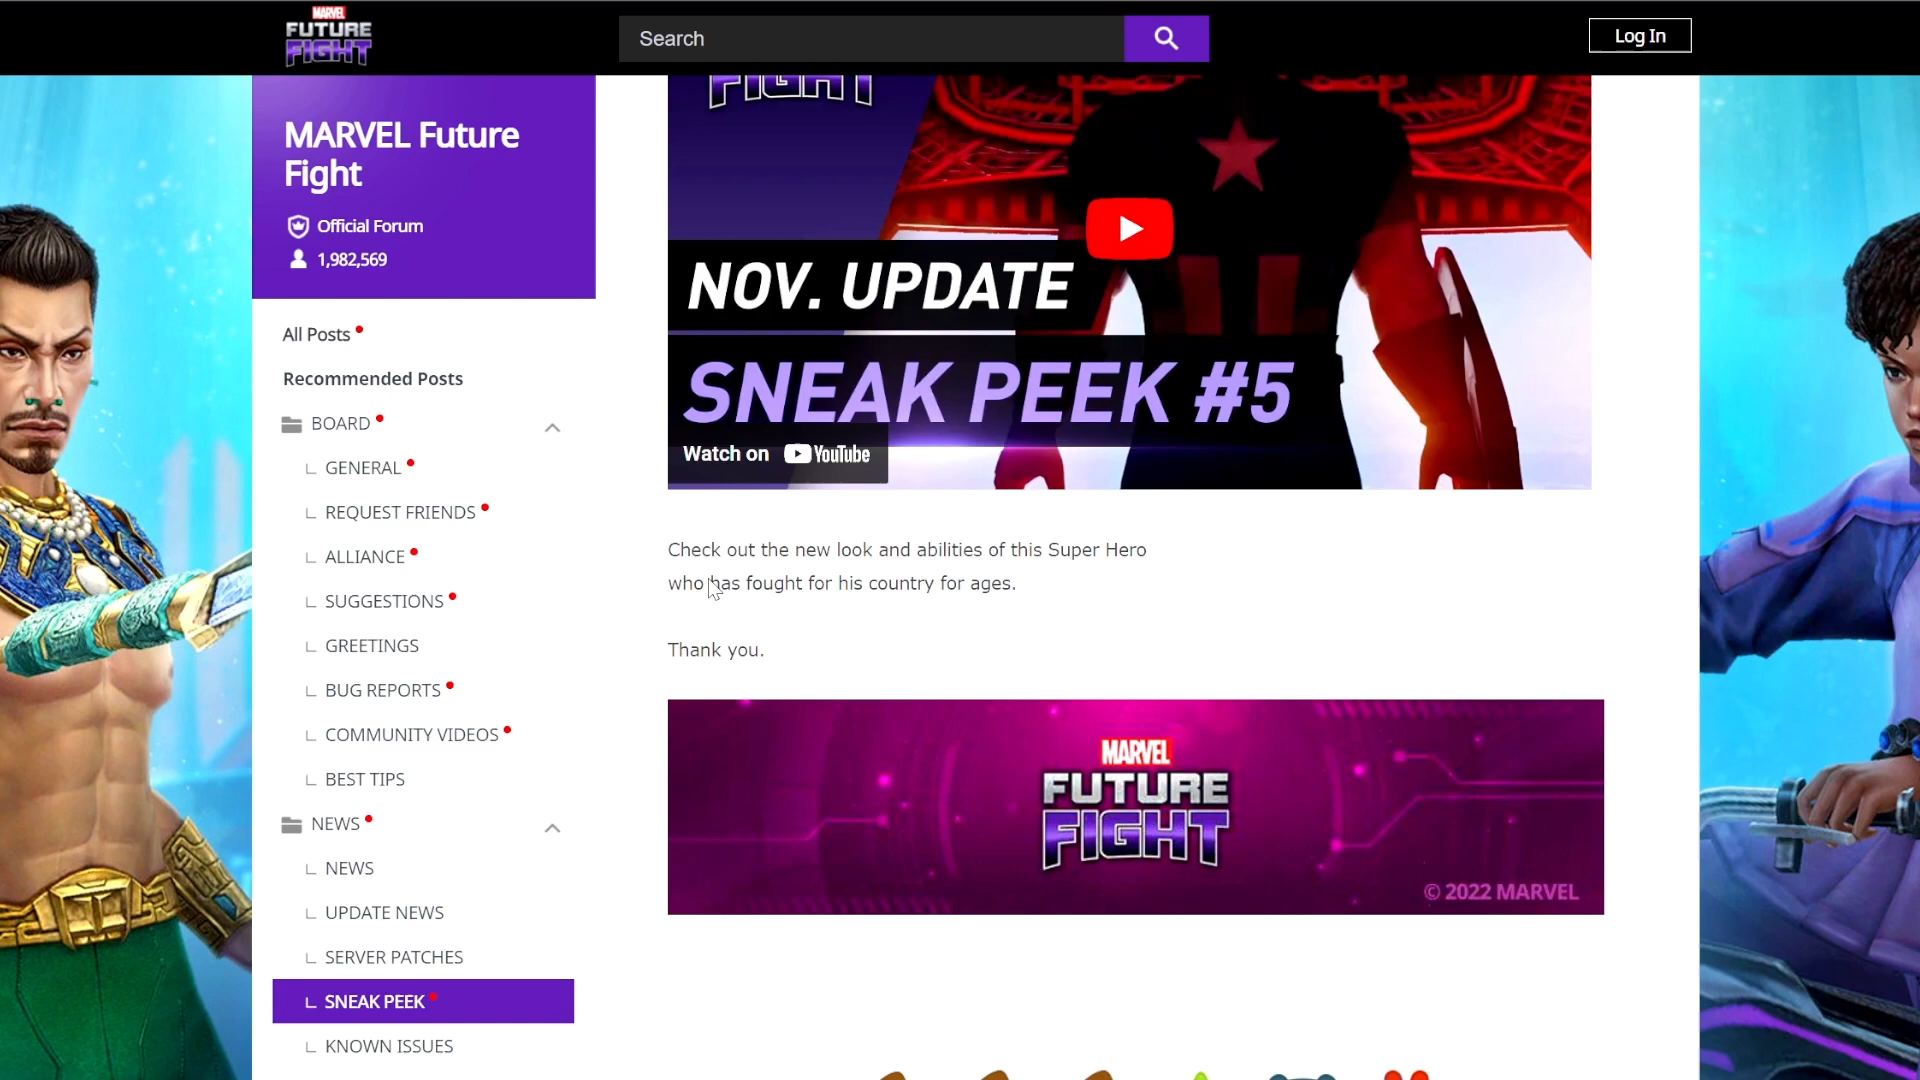 MARVEL
FUTURE
FIGHT
Search
Log In
MARVEL Future
Fight
Official Forum
1,982,569
All Posts
Recommended Posts
BOARD
GENERAL
REQUEST FRIENDS
ALLIANCE
SUGGESTIONS
GREETINGS
BUG REPORTS
COMMUNITY VIDEOS
BEST TIPS
NEWS
NEWS
UPDATE NEWS
SERVER PATCHES
SNEAK PEEK
KNOWN ISSUES
FIGHT
NOV. UPDATE
SNEAK PEEK #5
Watch on YouTube
Check out the new look and abilities of this Super Hero
who has fought for his country for ages.
Thank you.
MARVEL
FUTURE
FIGHT
© 2022 MARVEL